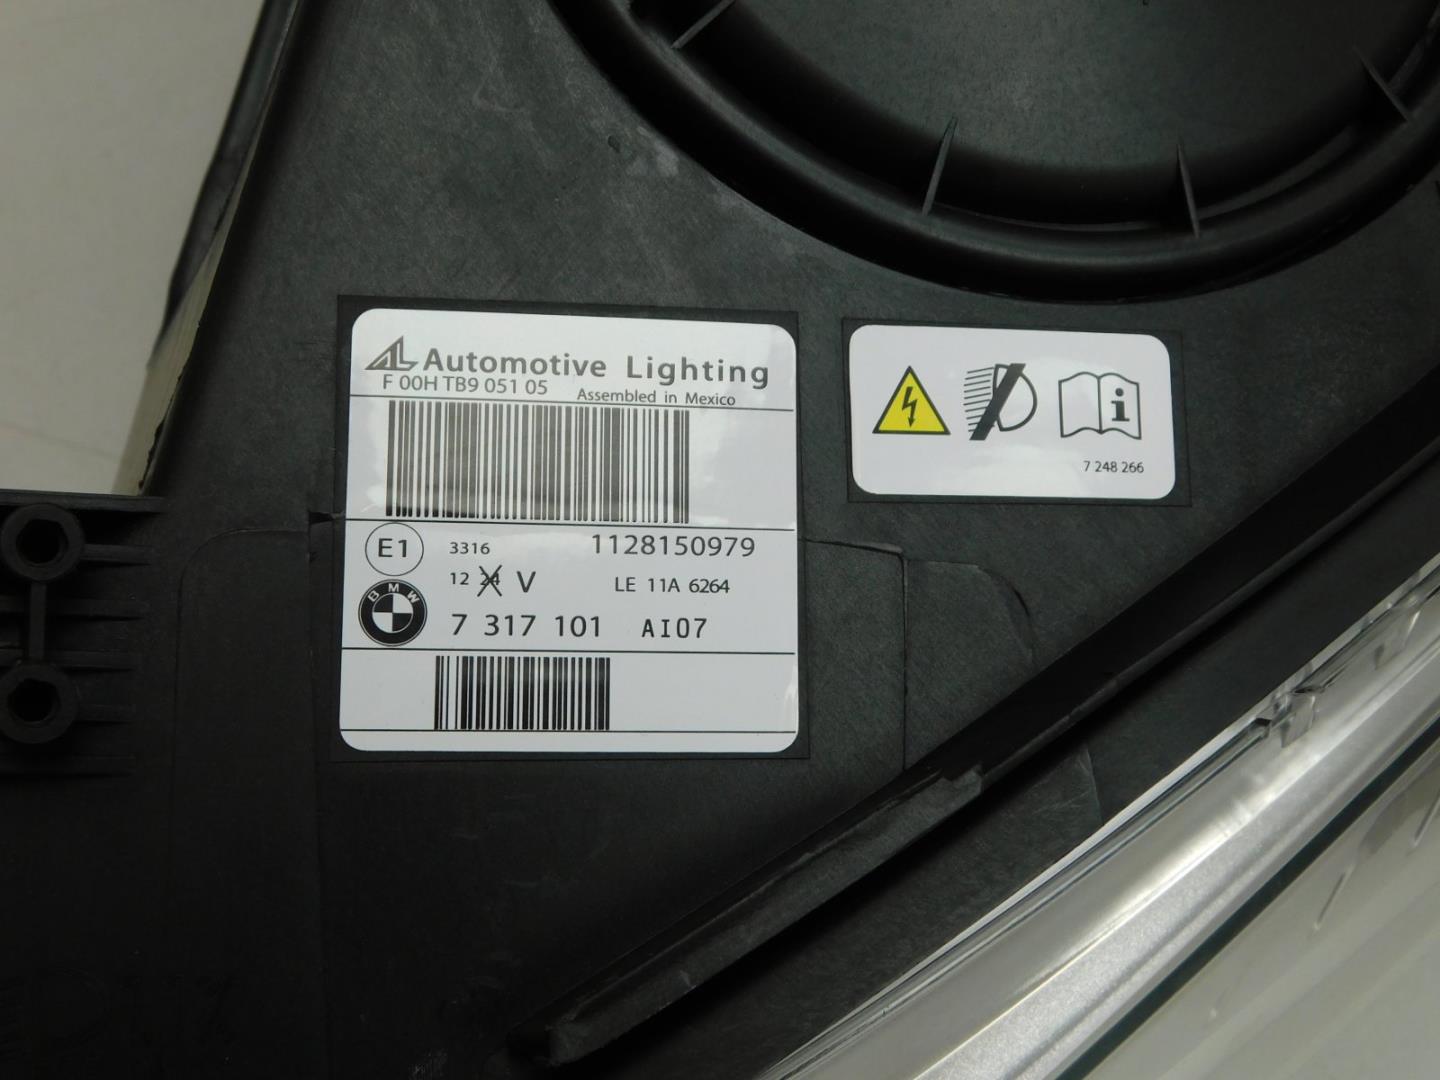 Automotive Lighting
F 00H TB9 051 05 Assembled in Mexico
E1 3316 1128150979
12 24 V LE 11A 6264
BMW 7 317 101 AI07
i
7 248 266